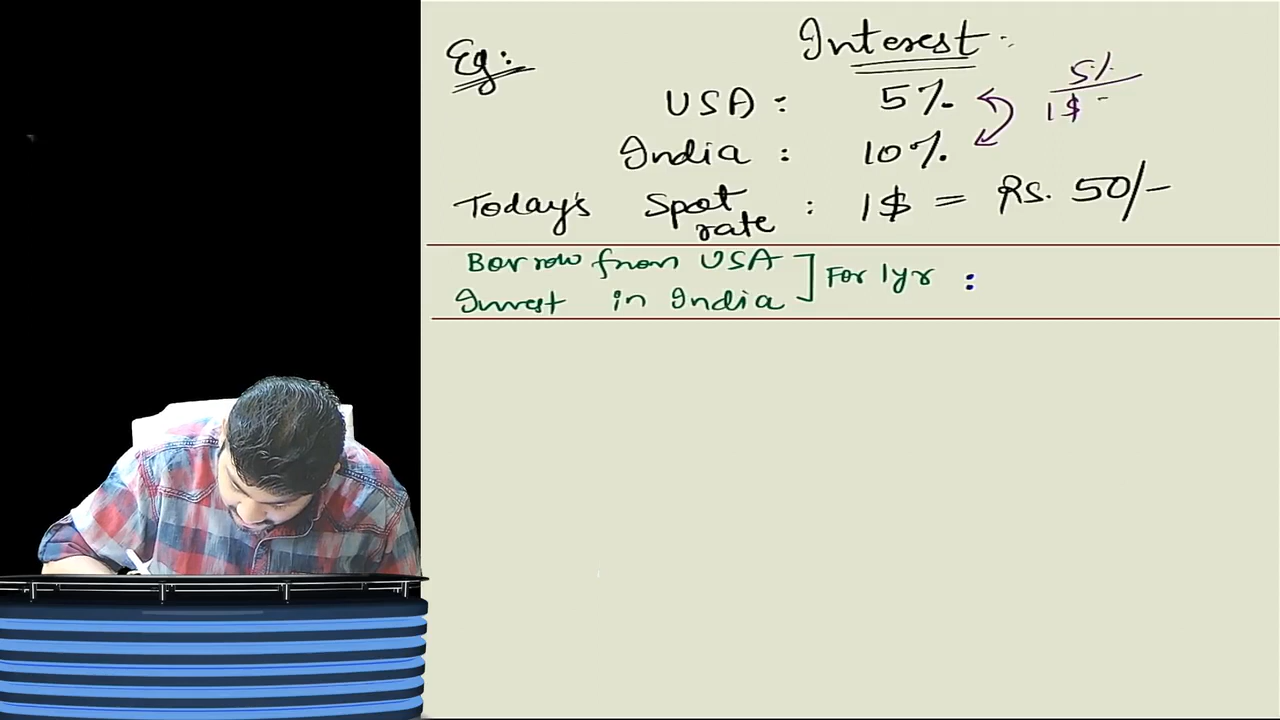 Eg:
Interest:
USA : 5%
5%
1$
India : 10%
Today's Spot rate : 1$ = Rs. 50/-
Borrow from USA
Invest in India
For 1yr :